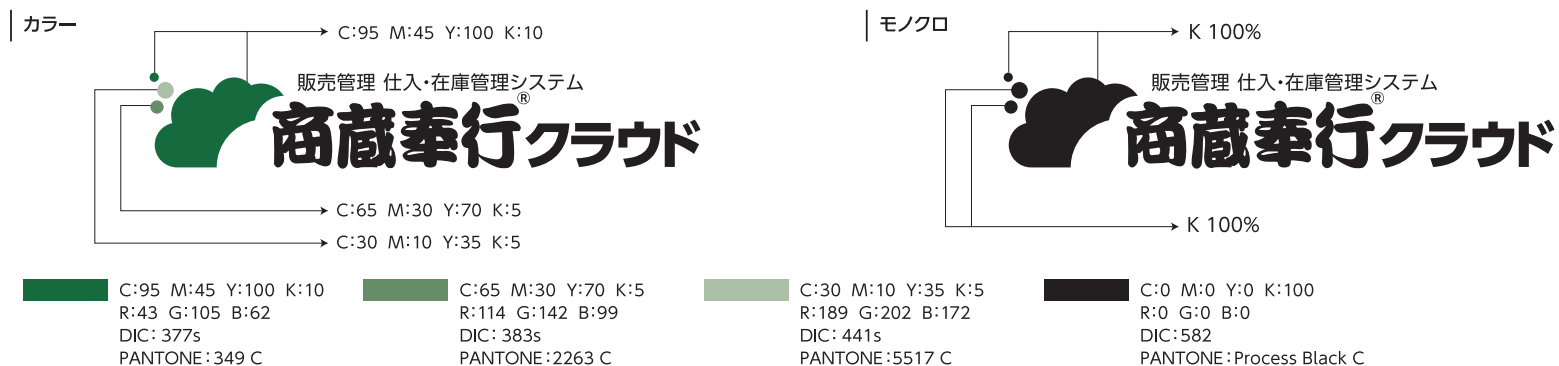 カラー
C:95 M:45 Y:100 K:10
販売管理 仕入・在庫管理システム
商蔵奉行®クラウド
C:65 M:30 Y:70 K:5
C:30 M:10 Y:35 K:5
モノクロ
K 100%
販売管理 仕入・在庫管理システム
商蔵奉行®クラウド
K 100%
C:95 M:45 Y:100 K:10
R:43 G:105 B:62
DIC:377s
PANTONE:349 C
C:65 M:30 Y:70 K:5
R:114 G:142 B:99
DIC:383s
PANTONE:2263 C
C:30 M:10 Y:35 K:5
R:189 G:202 B:172
DIC:441s
PANTONE:5517 C
C:0 M:0 Y:0 K:100
R:0 G:0 B:0
DIC:582
PANTONE:Process Black C